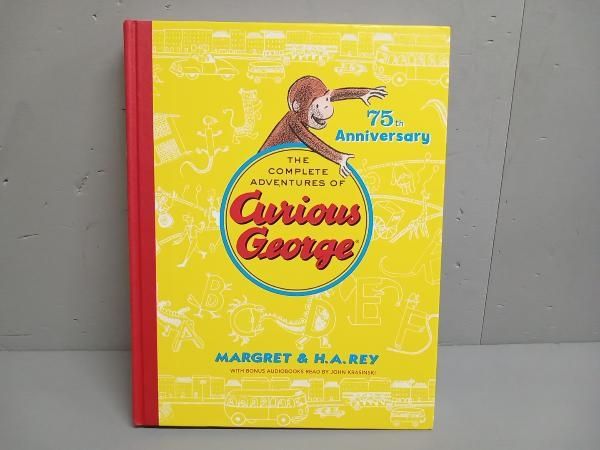 75th
Anniversary
THE
COMPLETE
ADVENTURES OF
Curious
George®
A B C D E F
MARGRET & H.A.REY
WITH BONUS AUDIOBOOKS READ BY JOHN KRASINSKI